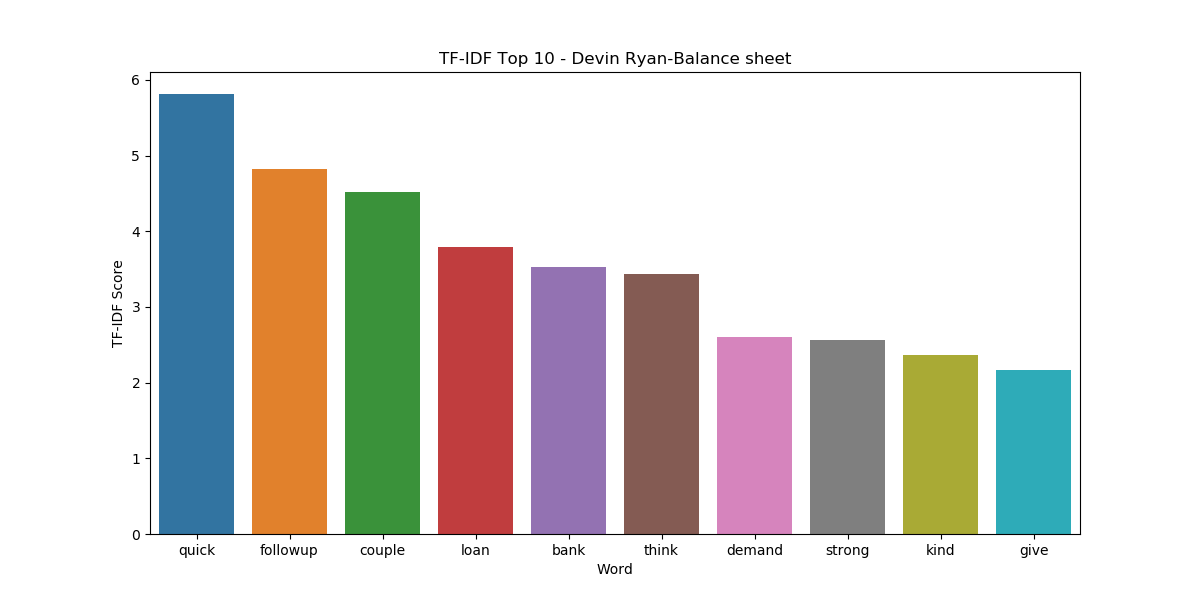 TF-IDF Top 10 - Devin Ryan-Balance sheet
TF-IDF Score
6
5
4
3
2
1
0
quick followup couple loan bank think demand strong kind give
Word